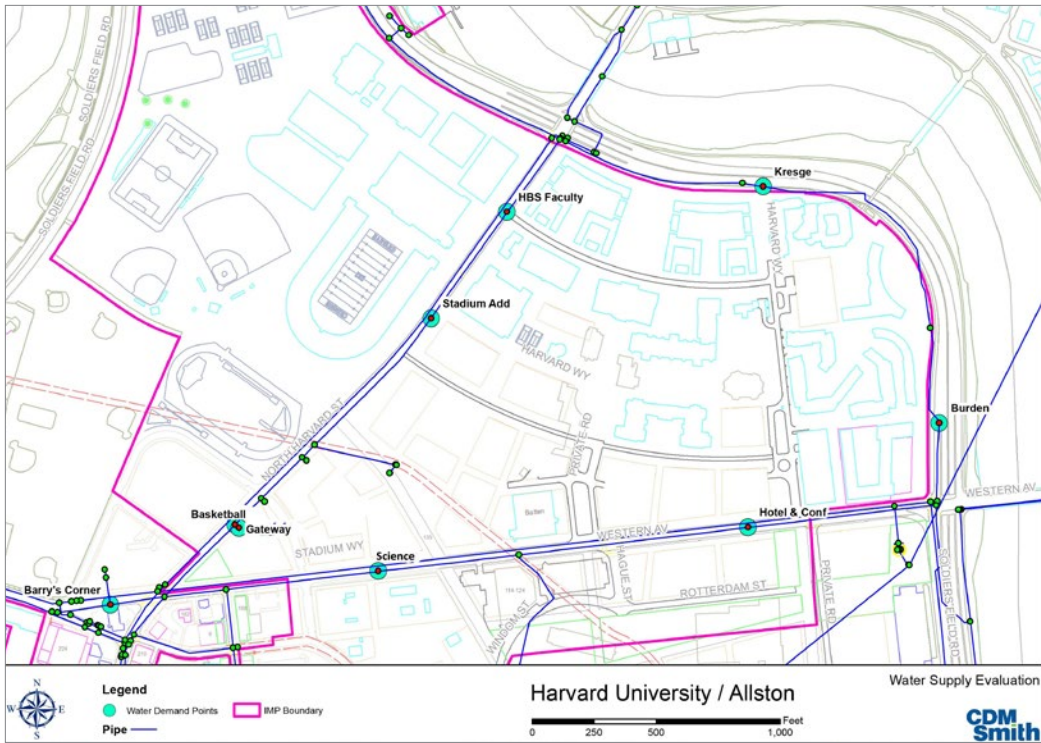 SOLDIERS FIELD RD
SOLDIERS FIELD RD
Kresge
HARVARD WY
HBS Faculty
Stadium Add
HARVARD WY
NORTH HARVARD ST
PRIVATE RD
Burden
Basketball
Gateway
STADIUM WY
Hotel & Conf
WESTERN AV
WESTERN AV
Science
HAGUE ST
ROTTERDAM ST
WINDOM ST
PRIVATE RD
SOLDIERS FIELD RD
Barry's Corner
N
W E
S
Legend
Water Demand Points IMP Boundary
Pipe
Harvard University / Allston
Feet
0 250 500 1,000
Water Supply Evaluation
CDM
Smith